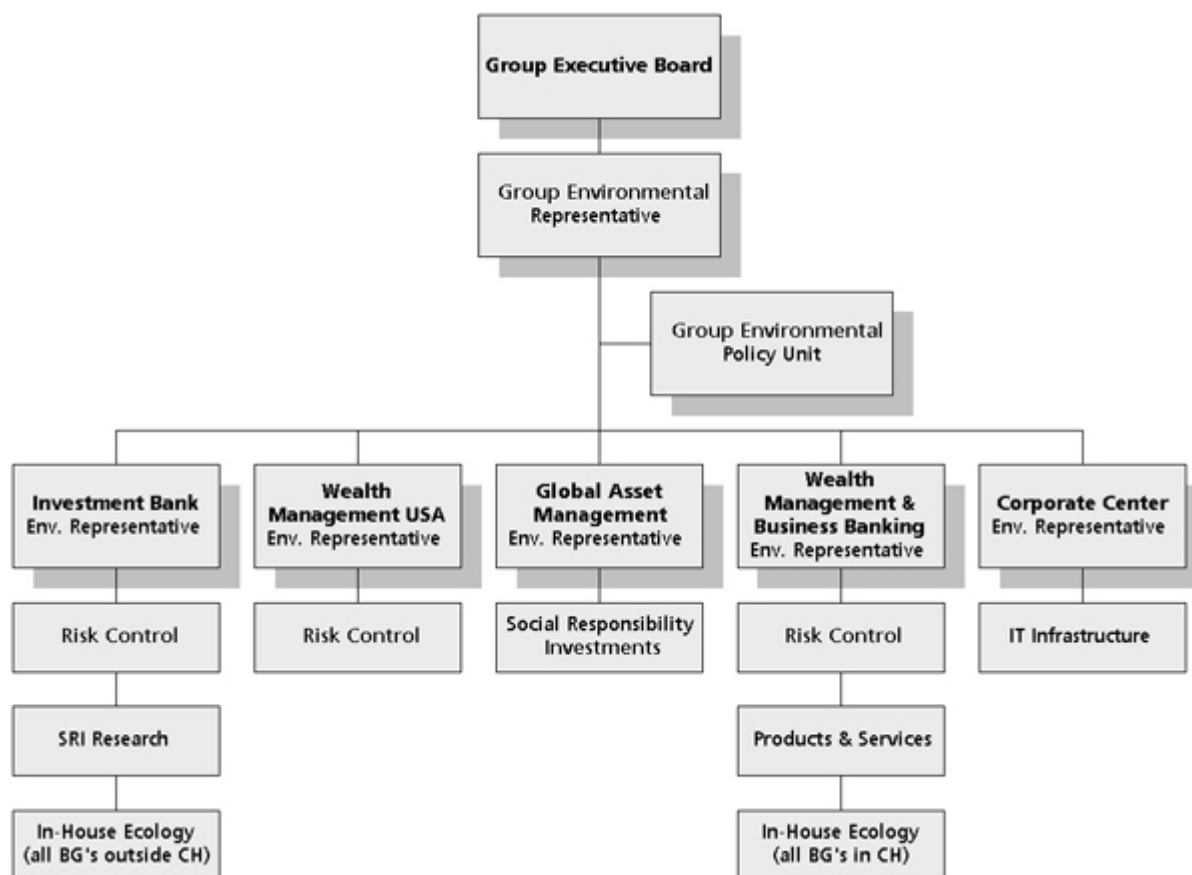 Group Executive Board
Group Environmental
Representative
Group Environmental
Policy Unit
Investment Bank
Env. Representative
Wealth
Management USA
Env. Representative
Global Asset
Management
Env. Representative
Wealth
Management &
Business Banking
Env. Representative
Corporate Center
Env. Representative
Risk Control
Risk Control
Social Responsibility
Investments
Risk Control
IT Infrastructure
SRI Research
Products & Services
In-House Ecology
(all BG's outside CH)
In-House Ecology
(all BG's in CH)